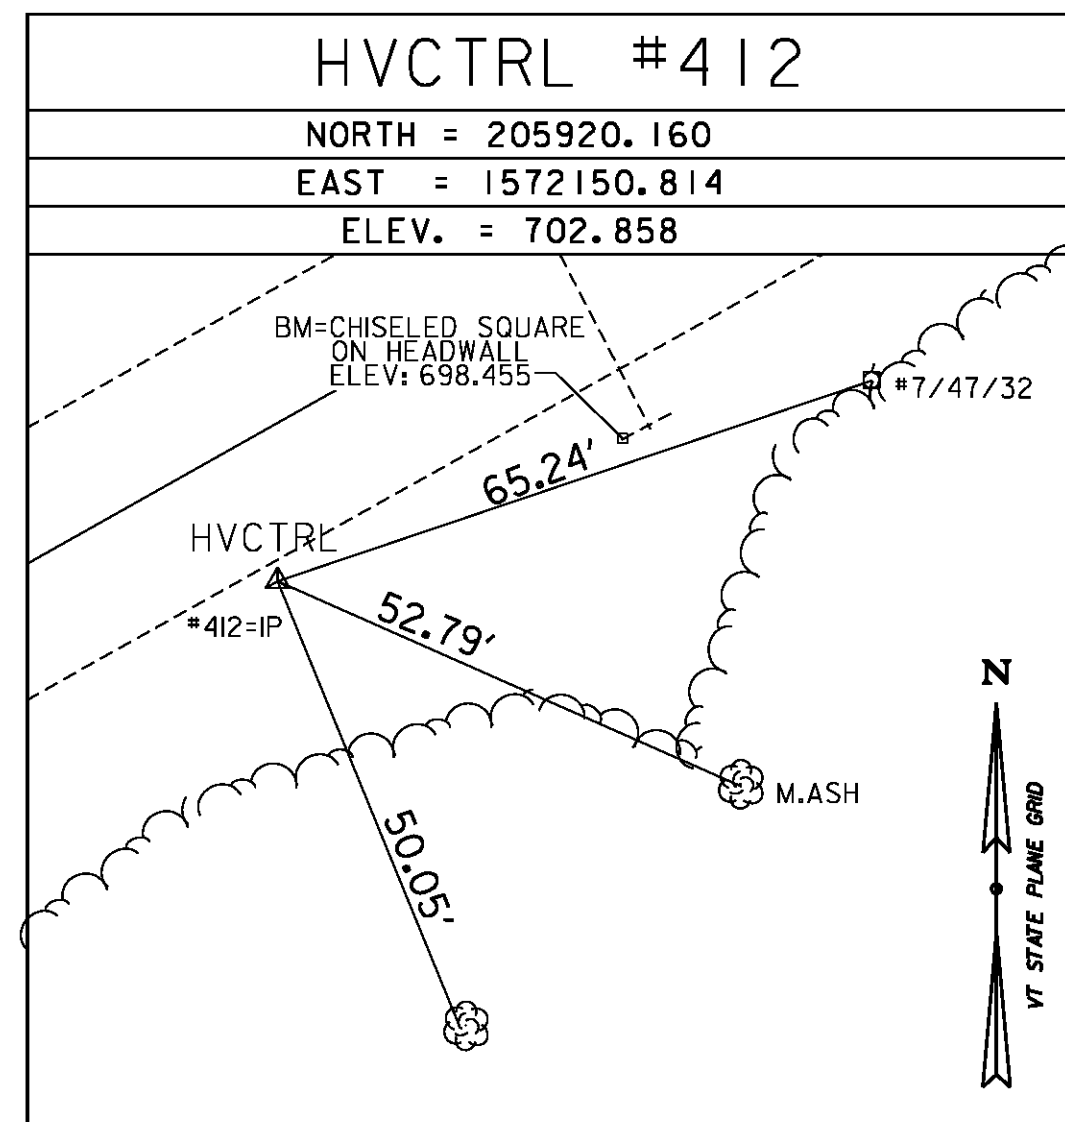 HVCTRL #412
NORTH = 205920.160
EAST = 1572150.814
ELEV. = 702.858
BM=CHISELED SQUARE
ON HEADWALL
ELEV: 698.455
#7/47/32
65.24'
HVCTRL
#412=IP
52.79'
N
M.ASH
50.05'
VT STATE PLANE GRID